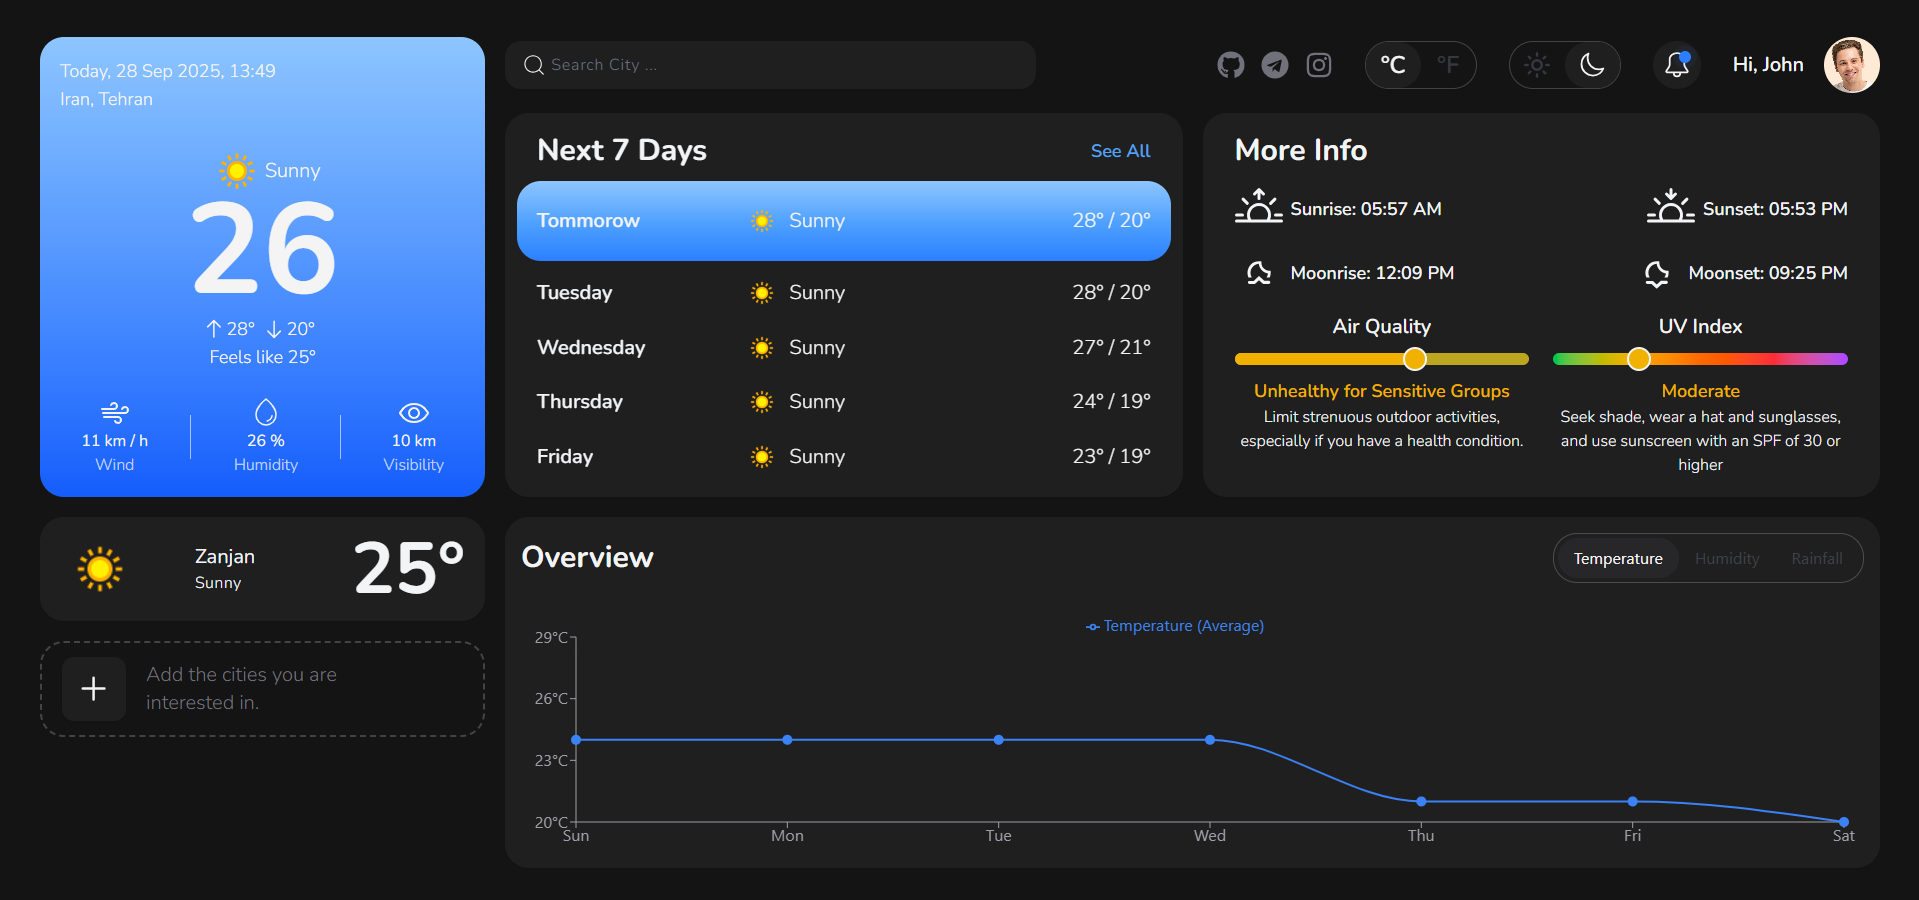 Today, 28 Sep 2025, 13:49
Iran, Tehran
Sunny
26
28° 20°
Feels like 25°
11 km / h
Wind
26 %
Humidity
10 km
Visibility
Zanjan
Sunny
25°
Add the cities you are
interested in.
Search City ...
°C °F
Hi, John
Next 7 Days
See All
Tommorow Sunny 28° / 20°
Tuesday Sunny 28° / 20°
Wednesday Sunny 27° / 21°
Thursday Sunny 24° / 19°
Friday Sunny 23° / 19°
More Info
Sunrise: 05:57 AM
Sunset: 05:53 PM
Moonrise: 12:09 PM
Moonset: 09:25 PM
Air Quality
Unhealthy for Sensitive Groups
Limit strenuous outdoor activities,
especially if you have a health condition.
UV Index
Moderate
Seek shade, wear a hat and sunglasses,
and use sunscreen with an SPF of 30 or
higher
Overview
Temperature Humidity Rainfall
Temperature (Average)
29°C
26°C
23°C
20°C
Sun Mon Tue Wed Thu Fri Sat